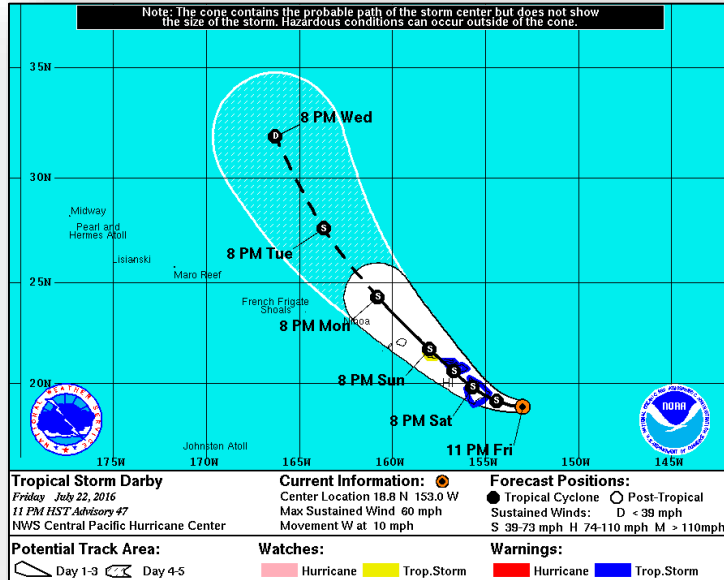 Note: The cone contains the probable path of the storm center but does not show
the size of the storm. Hazardous conditions can occur outside of the cone.
35N
8 PM Wed
30N
Midway
Pearl and
Hermes Atoll
8 PM Tue
Lisianski
Maro Reef
25N
French Frigate
Shoals
8 PM Mon
8 PM Sun
HI
20N
8 PM Sat
NATIONAL WEATHER SERVICE
NOAA
11 PM Fri
Johnston Atoll
175W 170W 165W 160W 155W 150W 145W
Tropical Storm Darby
Friday July 22, 2016
11 PM HST Advisory 47
NWS Central Pacific Hurricane Center
Current Information:
Center Location 18.8 N 153.0 W
Max Sustained Wind 60 mph
Movement W at 10 mph
Forecast Positions:
Tropical Cyclone Post-Tropical
Sustained Winds: D < 39 mph
S 39-73 mph H 74-110 mph M > 110mph
Potential Track Area:
Day 1-3 Day 4-5
Watches:
Hurricane Trop.Storm
Warnings:
Hurricane Trop.Storm